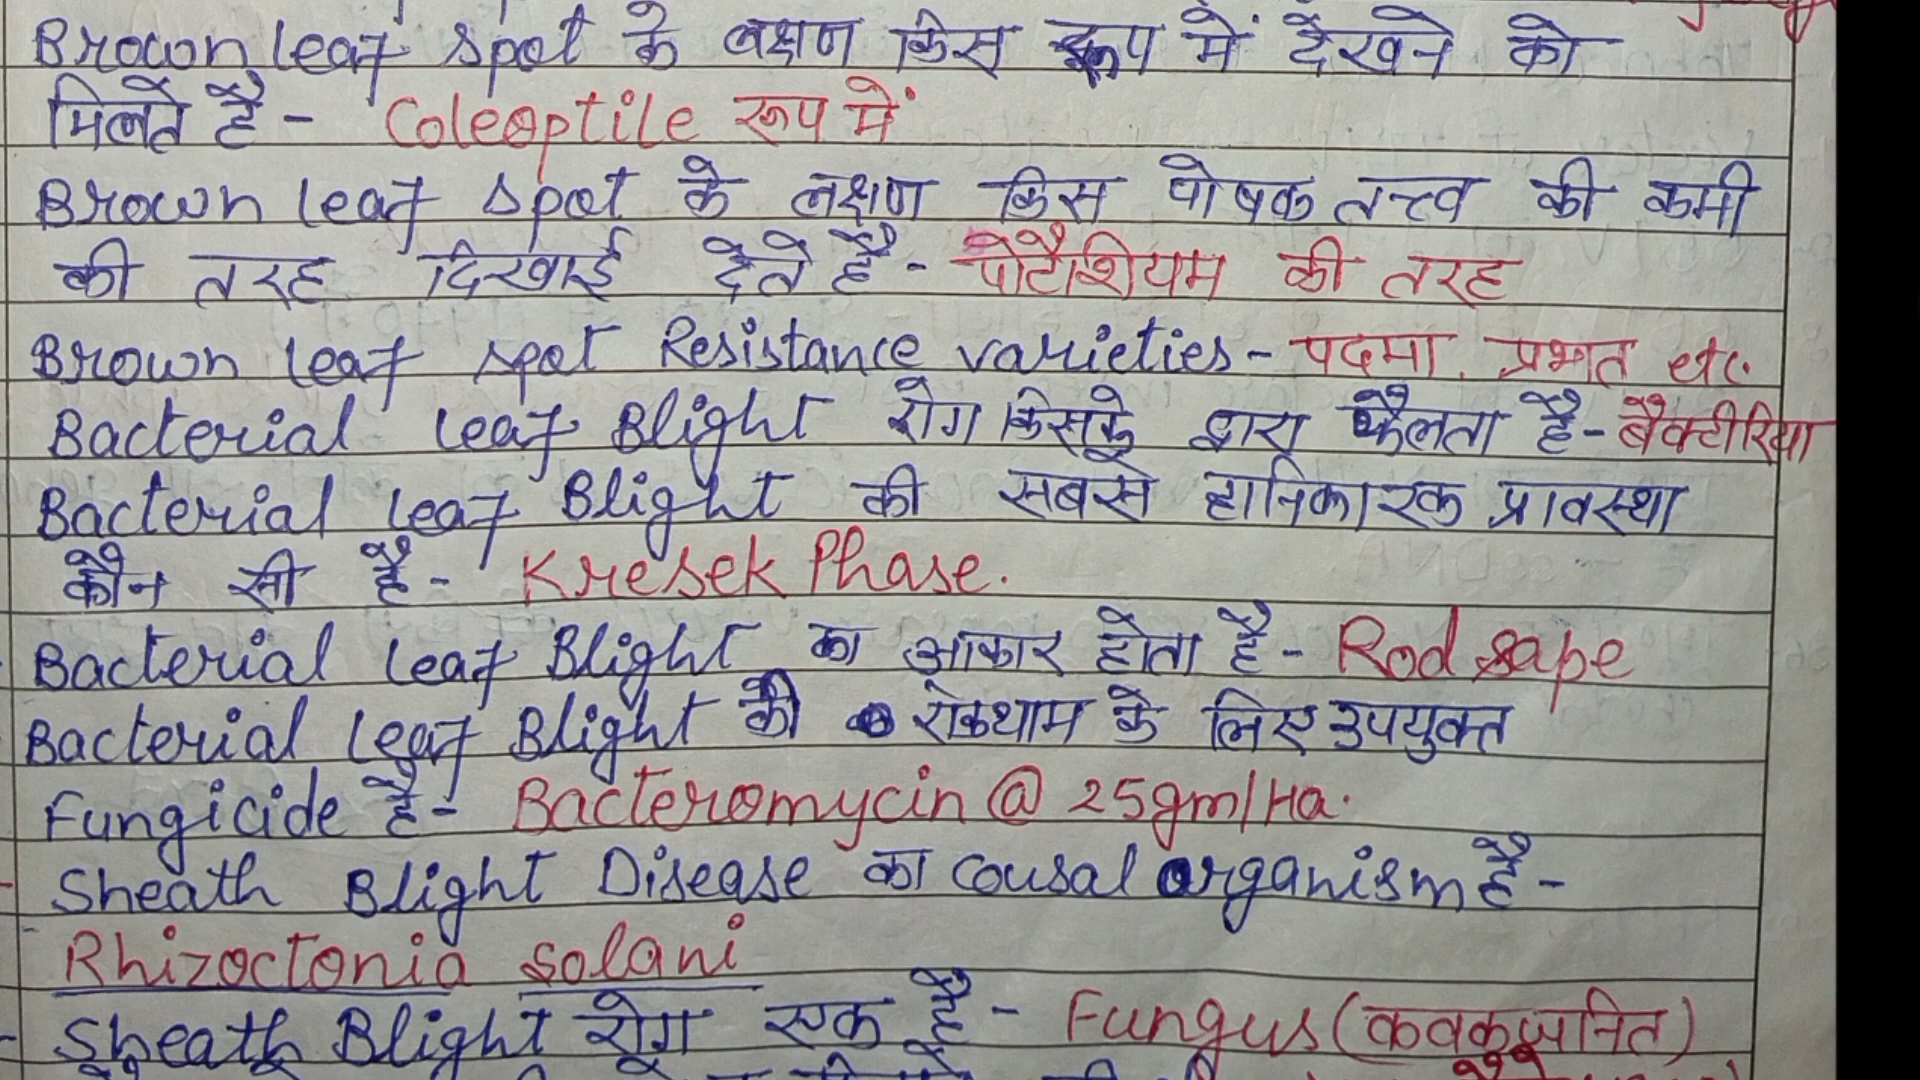 Brown leaf spot के लक्षण किस रूप में देखने को
मिलते है - Coleoptile रूप में
Brown leaf spot के लक्षण किस पोषक तत्त्व की कमी
की तरह दिखाई देते है - पोटैशियम की तरह
Brown leaf spot Resistance varieties - पदमा, प्रभात etc.
Bacterial leaf Blight रोग किसके द्वारा फैलता है - बैक्टीरिया
Bacterial leaf Blight की सबसे हानिकारक प्रावस्था
कौन सी है - Kresek Phase.
Bacterial leaf Blight का आकार होता है - Rod sape
Bacterial leaf Blight की रोकथाम के लिए उपयुक्त
Fungicide है - Bacteromycin @ 25gm/Ha.
Sheath Blight Disease का cousal organism है -
Rhizoctonia solani
Sheath Blight रोग एक है - Fungus (कवकजनित)